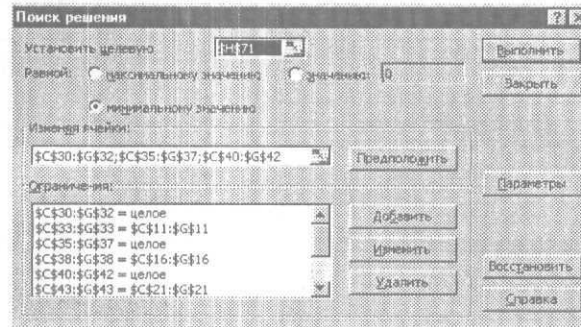 Поиск решения
Установить целевую $H$71 Выполнить
Равной: максимальному значению значению: 0 Закрыть
минимальному значению
Изменяя ячейки:
$C$30:$G$32;$C$35:$G$37;$C$40:$G$42 Предположить
Ограничения: Параметры
$C$30:$G$32 = целое Добавить
$C$33:$G$33 = $C$11:$G$11
$C$35:$G$37 = целое Изменить
$C$38:$G$38 = $C$16:$G$16 Восстановить
$C$40:$G$42 = целое Удалить
$C$43:$G$43 = $C$21:$G$21 Справка